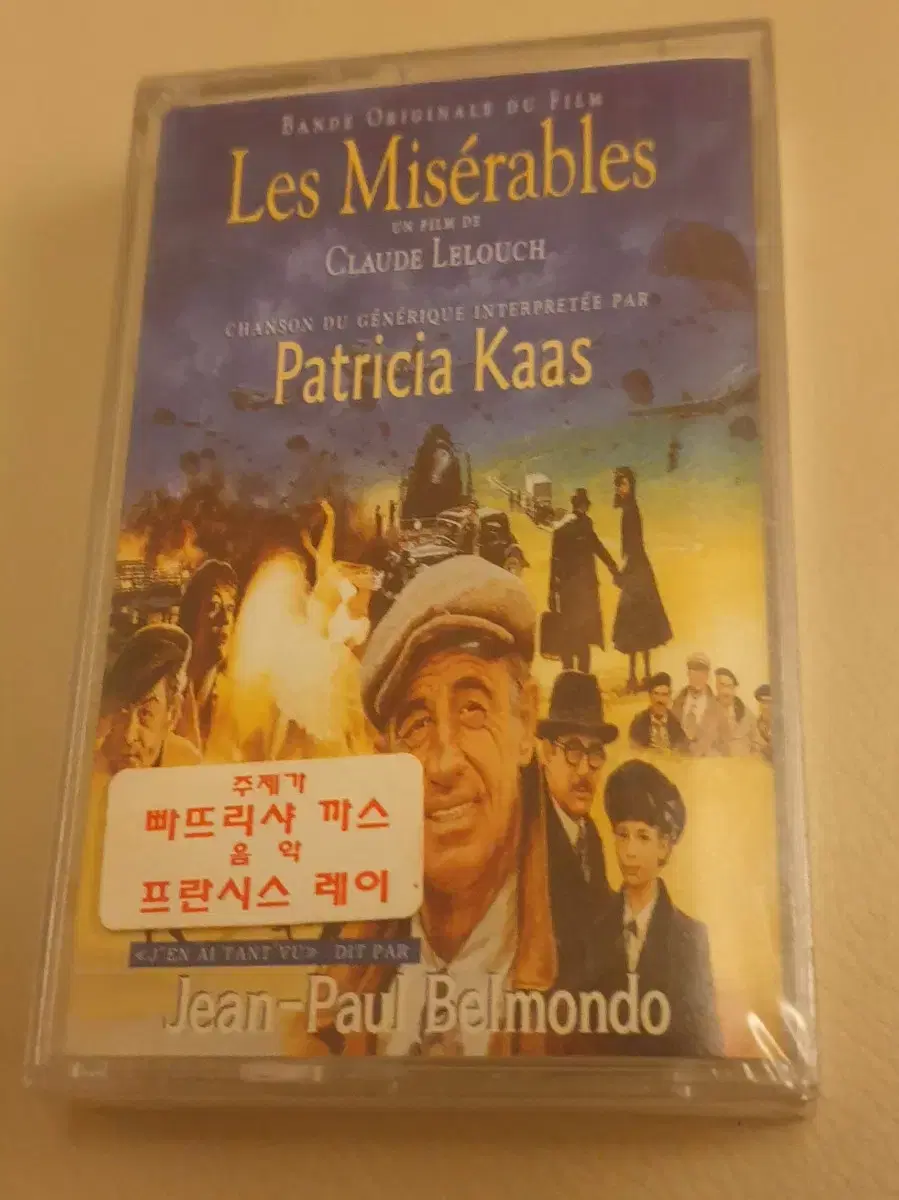 BANDE ORIGINALE DU FILM
Les Misérables
UN FILM DE
CLAUDE LELOUCH
CHANSON DU GÉNÉRIQUE INTERPRETÉE PAR
Patricia Kaas
주제가
빠뜨리샤 까스
음악
프란시스 레이
«J'EN AI TANT VU» DIT PAR
Jean-Paul Belmondo